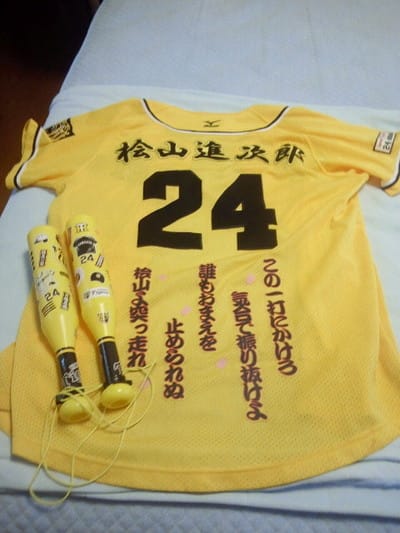 桧山進次郎
24
この一打にかけろ
気合で振り抜けよ
誰もおまえを
止められぬ
桧山よ突っ走れ
24
24